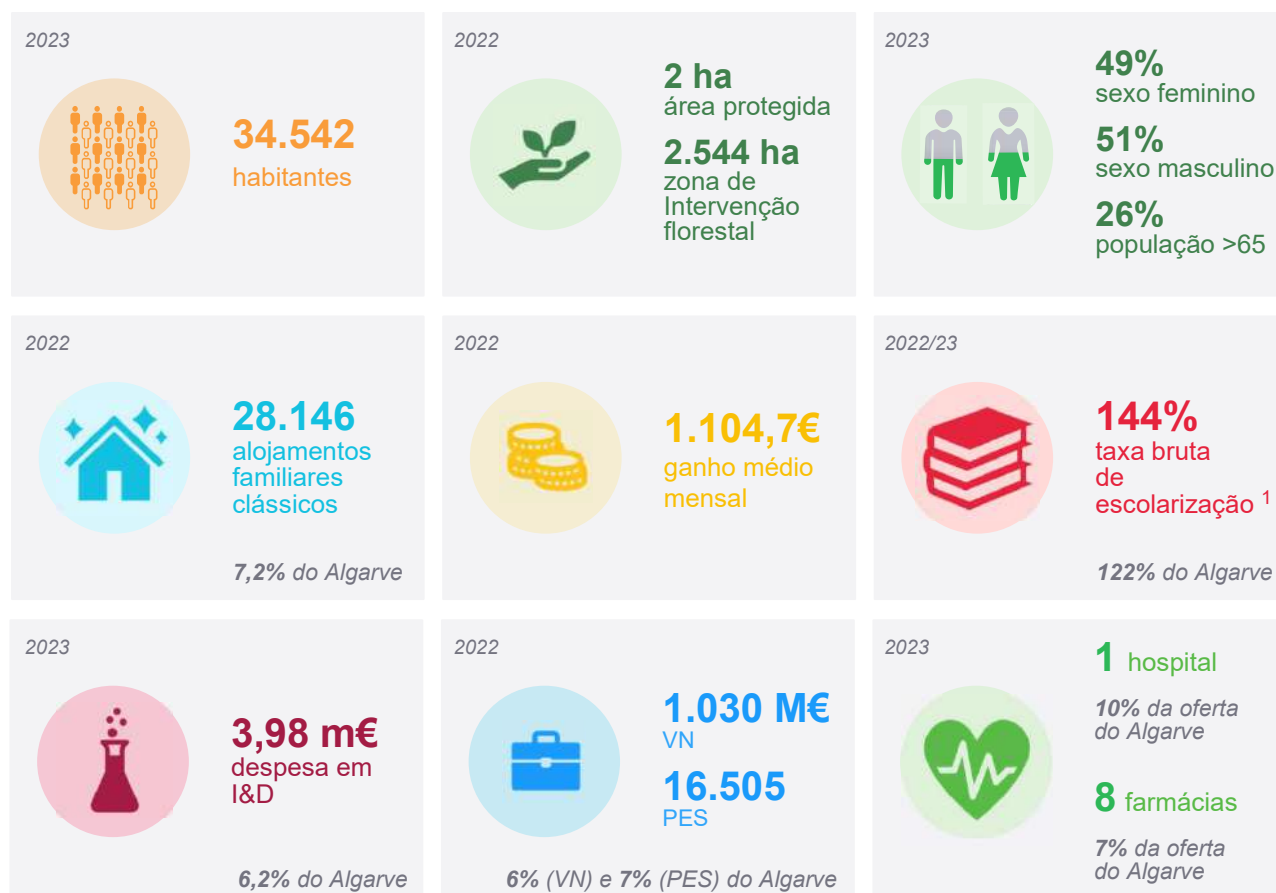 2023
34.542
habitantes
2022
2 ha
área protegida
2.544 ha
zona de
Intervenção
florestal
2023
49%
sexo feminino
51%
sexo masculino
26%
população >65
2022
28.146
alojamentos
familiares
clássicos
7,2% do Algarve
2022
1.104,7€
ganho médio
mensal
2022/23
144%
taxa bruta
de
escolarização 1
122% do Algarve
2023
3,98 m€
despesa em
I&D
6,2% do Algarve
2022
1.030 M€
VN
16.505
PES
6% (VN) e 7% (PES) do Algarve
2023
1 hospital
10% da oferta
do Algarve
8 farmácias
7% da oferta
do Algarve